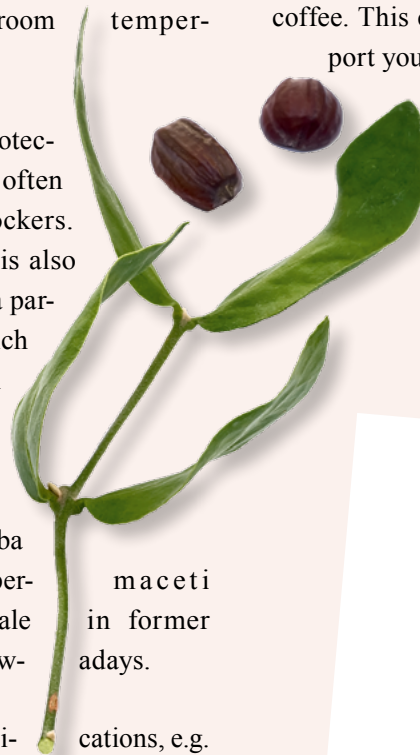 room temper-
otec-
often
ockers.
is also
a par-
ch
ba
per- maceti
ale in former
w- adays.
i- cations, e.g.
coffee. This
port you